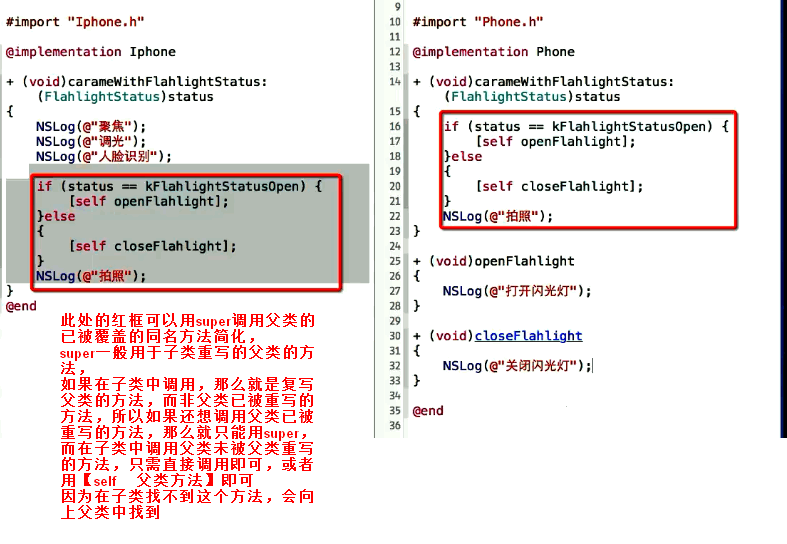 #import "Iphone.h"
@implementation Iphone
+ (void)carameWithFlahlightStatus:
(FlahlightStatus)status
{
NSLog(@"聚焦");
NSLog(@"调光");
NSLog(@"人脸识别");
if (status == kFlahlightStatusOpen) {
[self openFlahlight];
}else
{
[self closeFlahlight];
}
NSLog(@"拍照");
}
@end
此处的红框可以用super调用父类的
已被覆盖的同名方法简化，
super一般用于子类重写的父类的方
法，
如果在子类中调用，那么就是复写
父类的方法，而非父类已被重写的
方法，所以如果还想调用父类已被
重写的方法，那么就只能用super，
而在子类中调用父类未被父类重写
的方法，只需直接调用即可，或者
用【self 父类方法】即可
因为在子类找不到这个方法，会向
上父类中找到
9
10 #import "Phone.h"
11
12 @implementation Phone
13
14 + (void)carameWithFlahlightStatus:
(FlahlightStatus)status
15 {
16 if (status == kFlahlightStatusOpen) {
17 [self openFlahlight];
18 }else
19 {
20 [self closeFlahlight];
21 }
22 NSLog(@"拍照");
23 }
24
25 + (void)openFlahlight
26 {
27 NSLog(@"打开闪光灯");
28 }
29
30 + (void)closeFlahlight
31 {
32 NSLog(@"关闭闪光灯");
33 }
34
35 @end
36